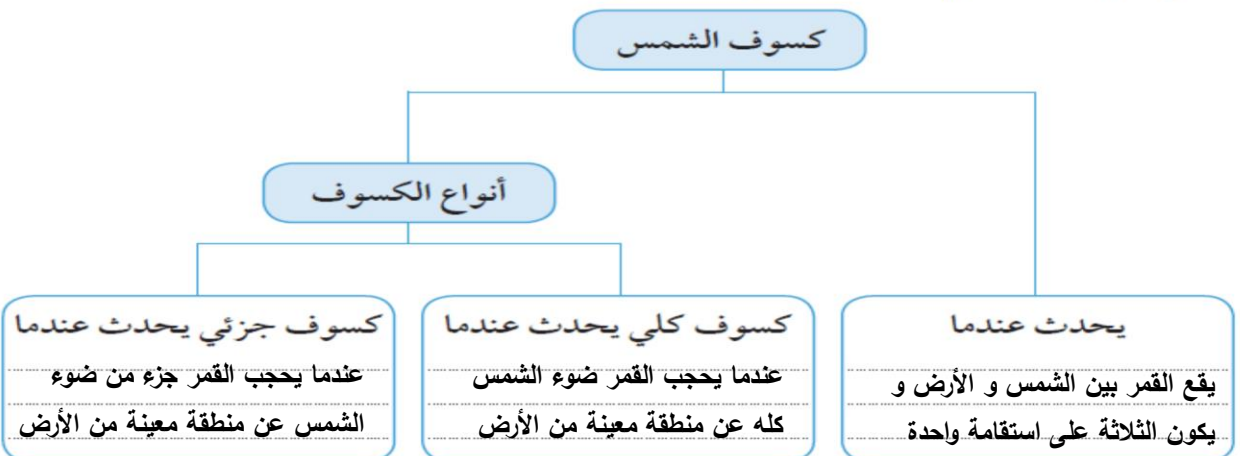 كسوف الشمس
أنواع الكسوف
يحدث عندما
يقع القمر بين الشمس و الأرض و
يكون الثلاثة على استقامة واحدة
كسوف كلي يحدث عندما
عندما يحجب القمر ضوء الشمس
كله عن منطقة معينة من الأرض
كسوف جزئي يحدث عندما
عندما يحجب القمر جزء من ضوء
الشمس عن منطقة معينة من الأرض